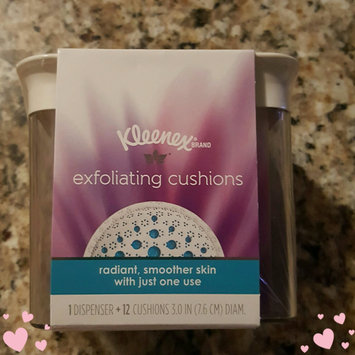 Kleenex® BRAND
exfoliating cushions
radiant, smoother skin
with just one use
1 DISPENSER + 12 CUSHIONS 3.0 IN (7.6 CM) DIAM.